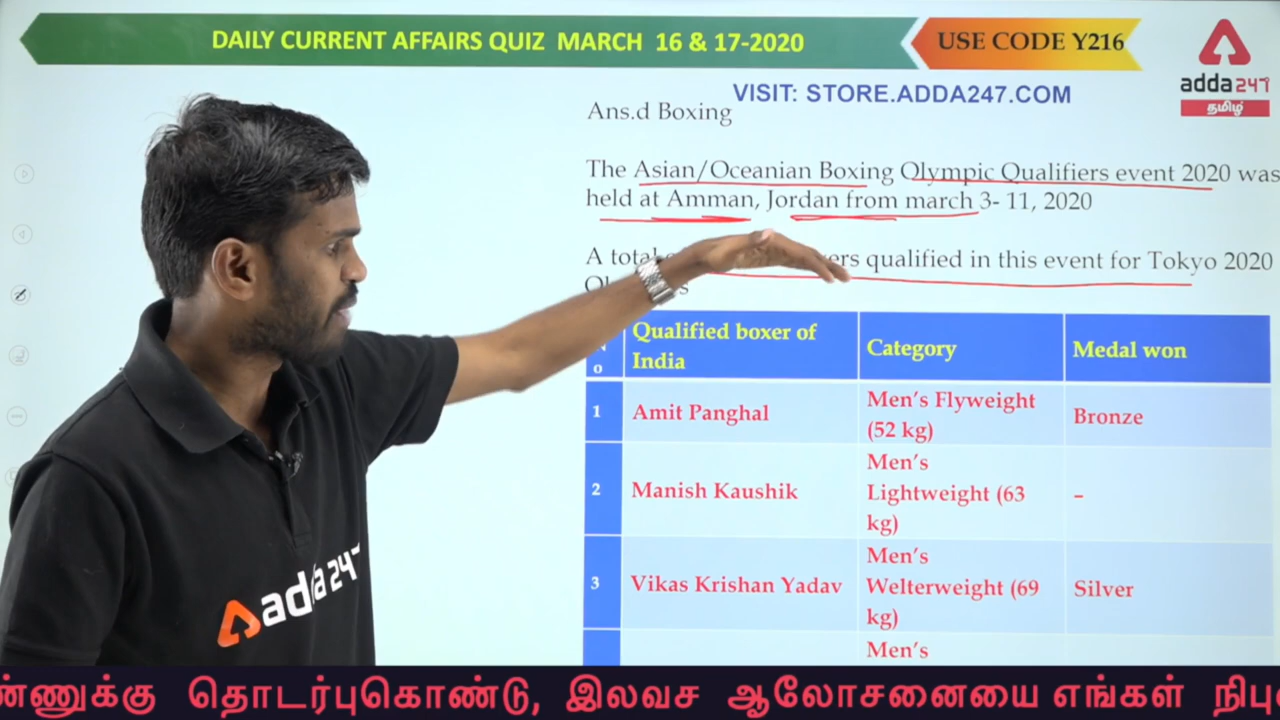 DAILY CURRENT AFFAIRS QUIZ MARCH 16 & 17-2020
USE CODE Y216
adda247
தமிழ்
VISIT: STORE.ADDA247.COM
Ans.d Boxing
The Asian/Oceanian Boxing Olympic Qualifiers event 2020 was
held at Amman, Jordan from march 3- 11, 2020
A total qualified in this event for Tokyo 2020
o
Qualified boxer of
India
Category
Medal won
1
Amit Panghal
Men’s Flyweight
(52 kg)
Bronze
2
Manish Kaushik
Men’s
Lightweight (63
kg)
–
3
Vikas Krishan Yadav
Men’s
Welterweight (69
kg)
Silver
Men’s
adda247
தொடர்புகொண்டு, இலவச ஆலோசனையை எங்கள்